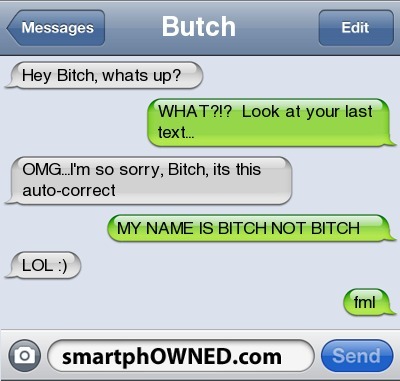 Messages
Butch
Edit
Hey Bitch, whats up?
WHAT?!? Look at your last
text...
OMG...I'm so sorry, Bitch, its this
auto-correct
MY NAME IS BITCH NOT BITCH
LOL :)
fml
smartphOWNED.com
Send